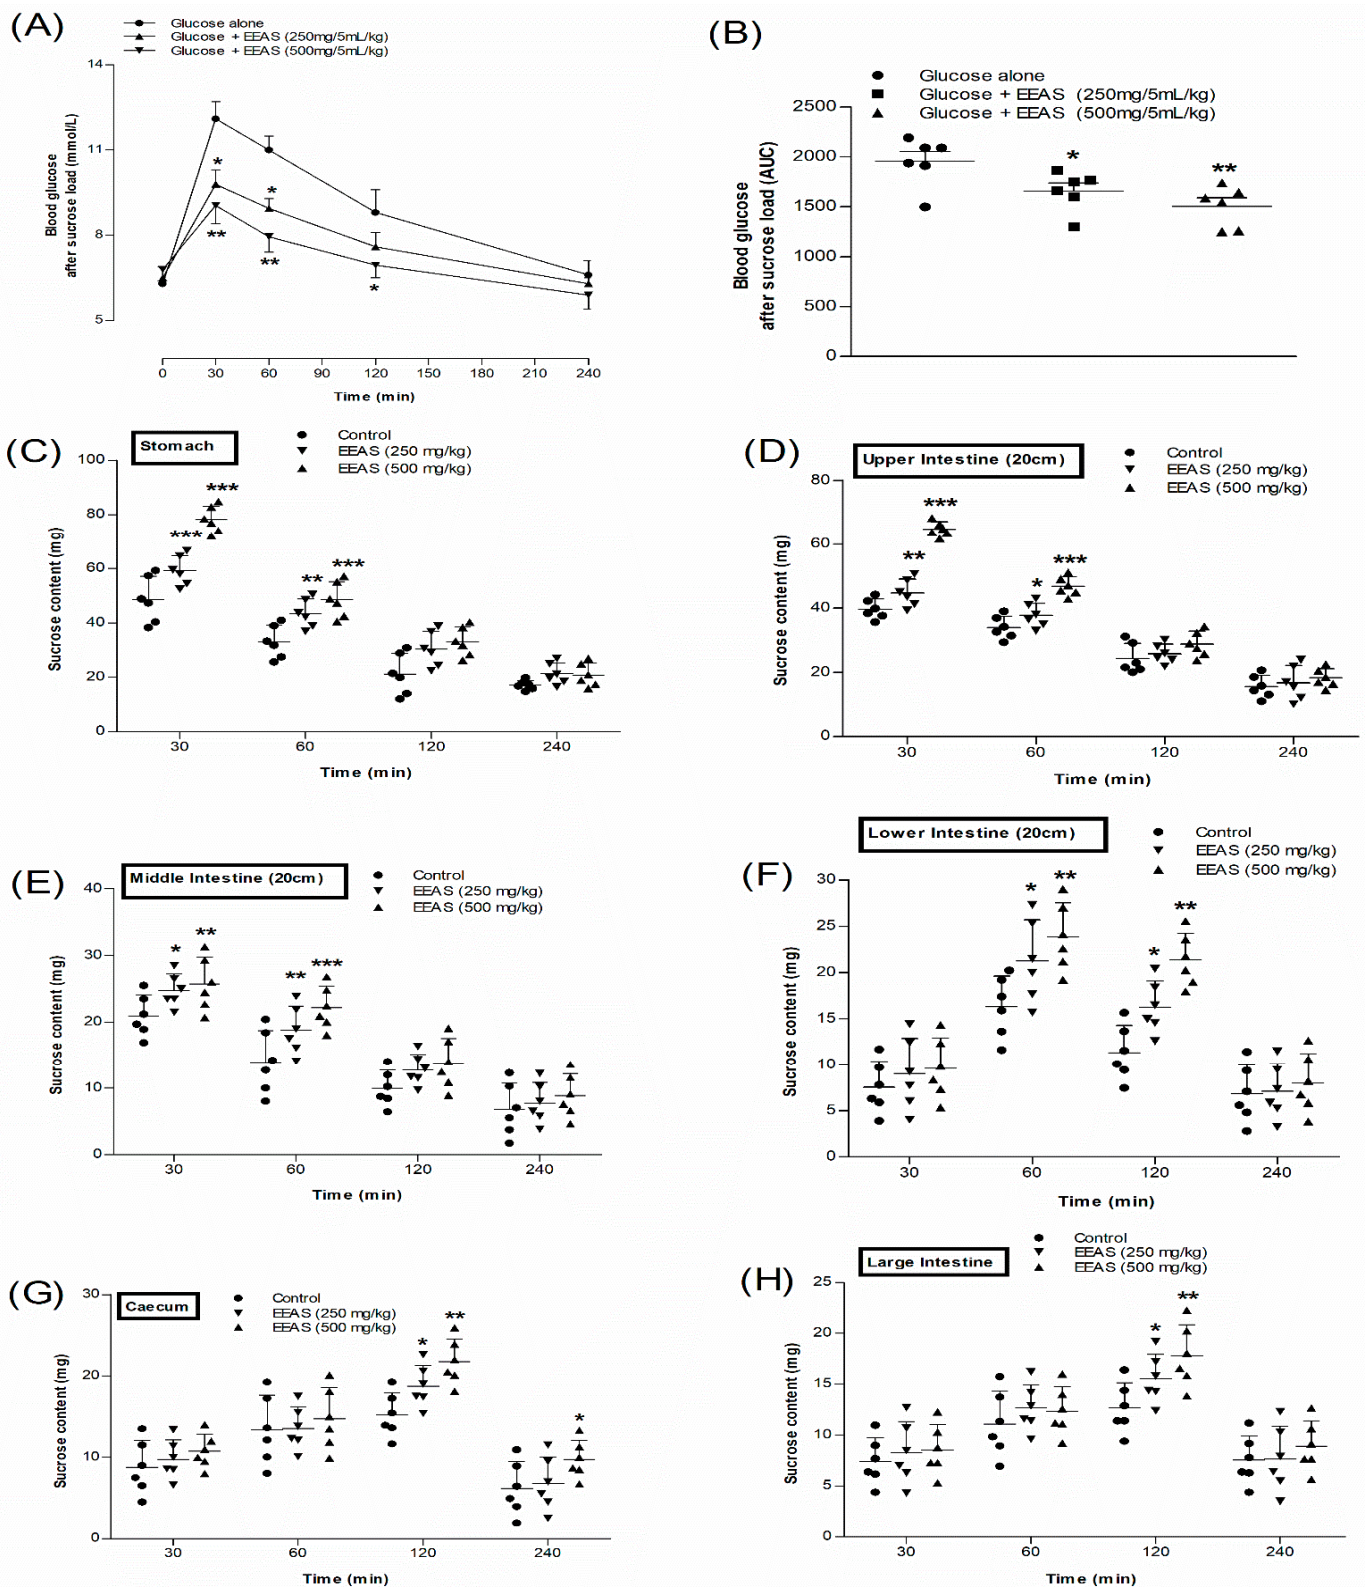 (A)
Glucose alone
Glucose + EEAS (250mg/5mL/kg)
Glucose + EEAS (500mg/5mL/kg)
Blood glucose
after sucrose load (mmol/L)
14
11
8
5
*
*
**
**
*
0 30 60 90 120 150 180 210 240
Time (min)
(B)
Glucose alone
Glucose + EEAS (250mg/5mL/kg)
Glucose + EEAS (500mg/5mL/kg)
Blood glucose
after sucrose load (AUC)
2500
2000
1500
1000
500
0
*
**
(C)
Stomach
Control
EEAS (250 mg/kg)
EEAS (500 mg/kg)
Sucrose content (mg)
100
80
60
40
20
0
***
***
**
***
30 60 120 240
Time (min)
(D)
Upper Intestine (20cm)
Control
EEAS (250 mg/kg)
EEAS (500 mg/kg)
Sucrose content (mg)
80
60
40
20
0
**
***
*
***
30 60 120 240
Time (min)
(E)
Middle Intestine (20cm)
Control
EEAS (250 mg/kg)
EEAS (500 mg/kg)
Sucrose content (mg)
40
30
20
10
0
*
**
**
***
30 60 120 240
Time (min)
(F)
Lower Intestine (20cm)
Control
EEAS (250 mg/kg)
EEAS (500 mg/kg)
Sucrose content (mg)
30
25
20
15
10
5
0
*
**
*
**
30 60 120 240
Time (min)
(G)
Caecum
Control
EEAS (250 mg/kg)
EEAS (500 mg/kg)
Sucrose content (mg)
30
20
10
0
*
**
*
30 60 120 240
Time (min)
(H)
Large Intestine
Control
EEAS (250 mg/kg)
EEAS (500 mg/kg)
Sucrose content (mg)
25
20
15
10
5
0
*
**
30 60 120 240
Time (min)